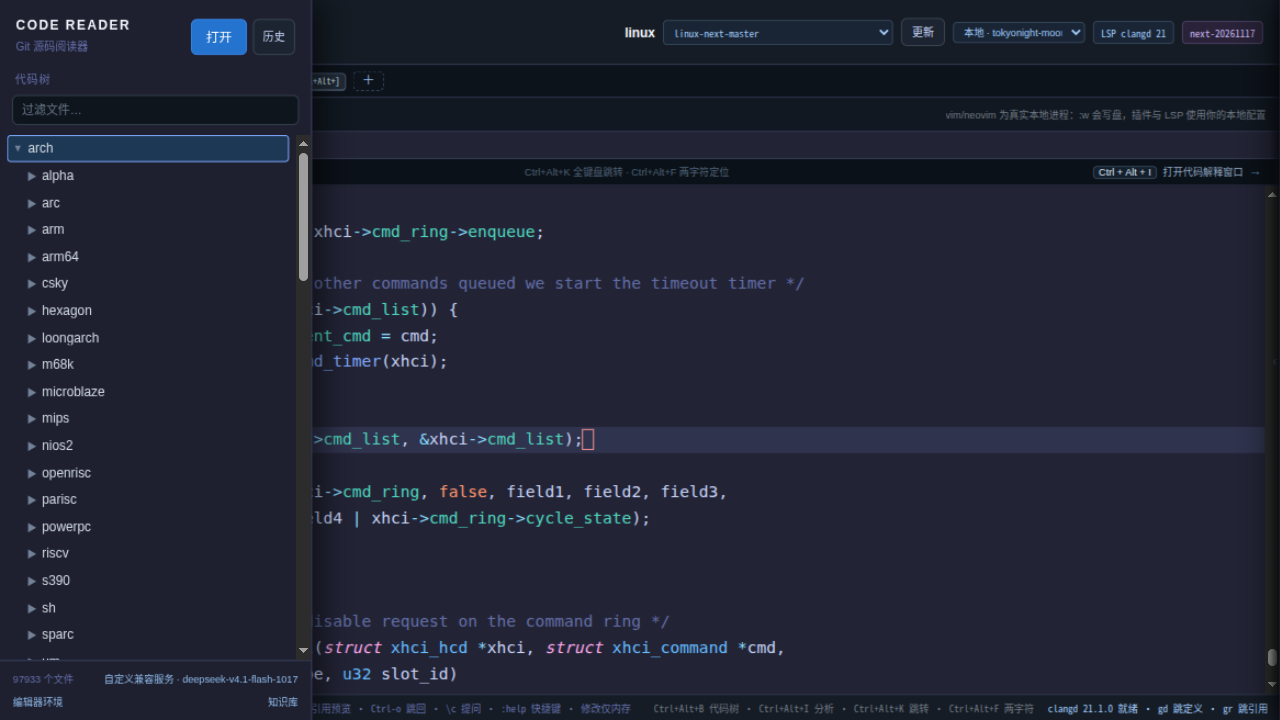 CODE READER
Git 源码阅读器
打开
历史
linux
linux-next-master
更新
本地 · tokyonight-moon
LSP clangd 21
next-20261117
代码树
+Alt+]
+
过滤文件…
vim/neovim 为真实本地进程：:w 会写盘，插件与 LSP 使用你的本地配置
Ctrl+Alt+K 全键盘跳转 · Ctrl+Alt+F 两字符定位
Ctrl + Alt + I 打开代码解释窗口 →
▾ arch
▶ alpha
▶ arc
▶ arm
▶ arm64
▶ csky
▶ hexagon
▶ loongarch
▶ m68k
▶ microblaze
▶ mips
▶ nios2
▶ openrisc
▶ parisc
▶ powerpc
▶ riscv
▶ s390
▶ sh
▶ sparc
xhci->cmd_ring->enqueue;
other commands queued we start the timeout timer */
i->cmd_list)) {
nt_cmd = cmd;
d_timer(xhci);
>cmd_list, &xhci->cmd_list);
i->cmd_ring, false, field1, field2, field3,
ld4 | xhci->cmd_ring->cycle_state);
isable request on the command ring */
(struct xhci_hcd *xhci, struct xhci_command *cmd,
e, u32 slot_id)
97933 个文件
自定义兼容服务 · deepseek-v4.1-flash-1017
编辑器环境
知识库
引用预览 · Ctrl-o 跳回 · \c 提问 · :help 快捷键 · 修改仅内存
Ctrl+Alt+B 代码树 · Ctrl+Alt+I 分析 · Ctrl+Alt+K 跳转 · Ctrl+Alt+F 两字符
clangd 21.1.0 就绪 · gd 跳定义 · gr 跳引用